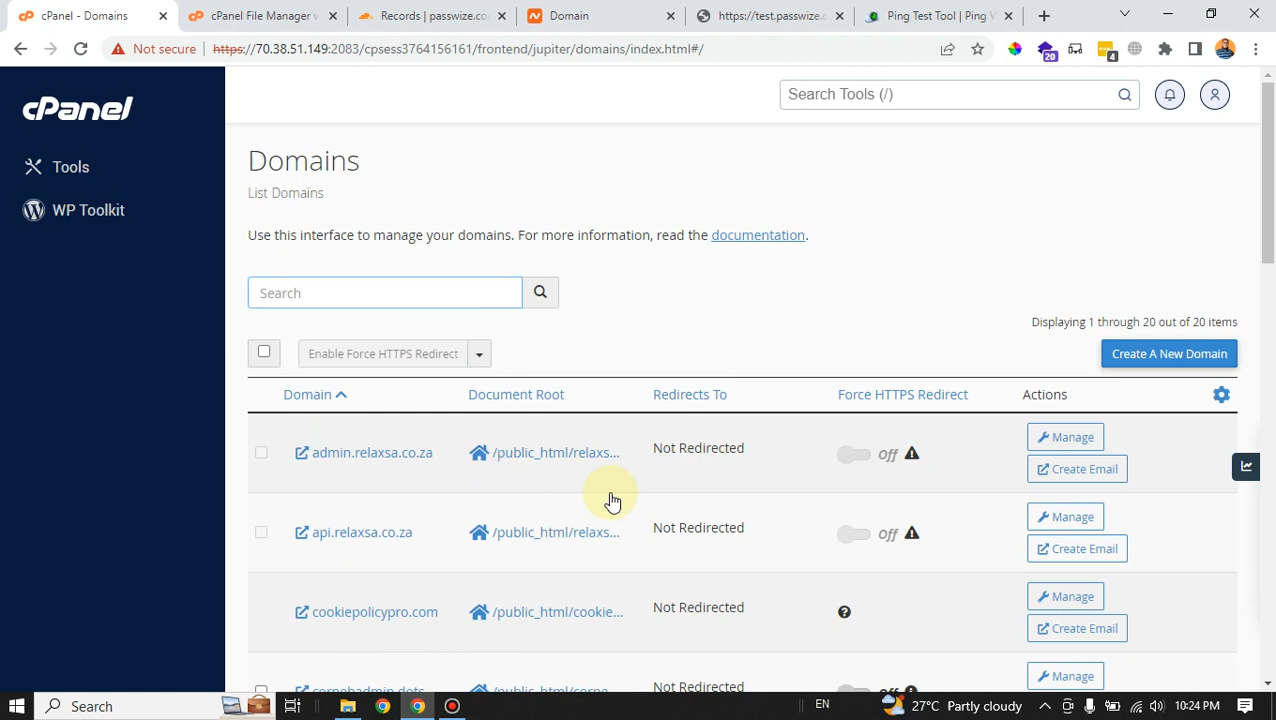 cPanel - Domains
cPanel File Manager v
Records | passwize.co
Domain
https://test.passwize.
Ping Test Tool | Ping W
Not secure
https://70.38.51.149:2083/cpsess3764156161/frontend/jupiter/domains/index.html#/
20
4
cPanel
Search Tools (/)
Tools
WP Toolkit
Domains
List Domains
Use this interface to manage your domains. For more information, read the documentation.
Search
Displaying 1 through 20 out of 20 items
Enable Force HTTPS Redirect
Create A New Domain
Domain Document Root Redirects To Force HTTPS Redirect Actions
admin.relaxsa.co.za /public_html/relaxs... Not Redirected Off Manage
Create Email
api.relaxsa.co.za /public_html/relaxs... Not Redirected Off Manage
Create Email
cookiepolicypro.com /public_html/cookie... Not Redirected Manage
Create Email
Not Redirected Manage
Search
EN
27°C Partly cloudy
10:24 PM